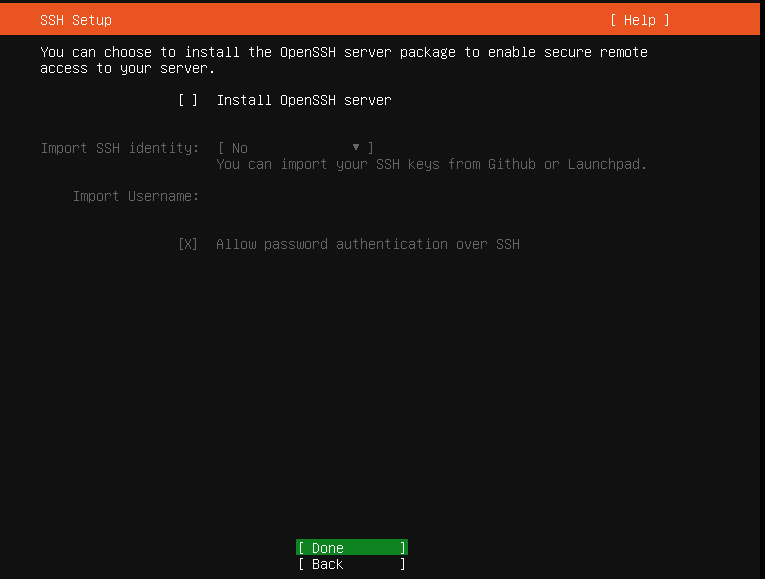 SSH Setup [ Help ]
You can choose to install the OpenSSH server package to enable secure remote
access to your server.
[ ] Install OpenSSH server
Import SSH identity: [ No ▼ ]
You can import your SSH keys from Github or Launchpad.
Import Username:
[X] Allow password authentication over SSH
[ Done ]
[ Back ]